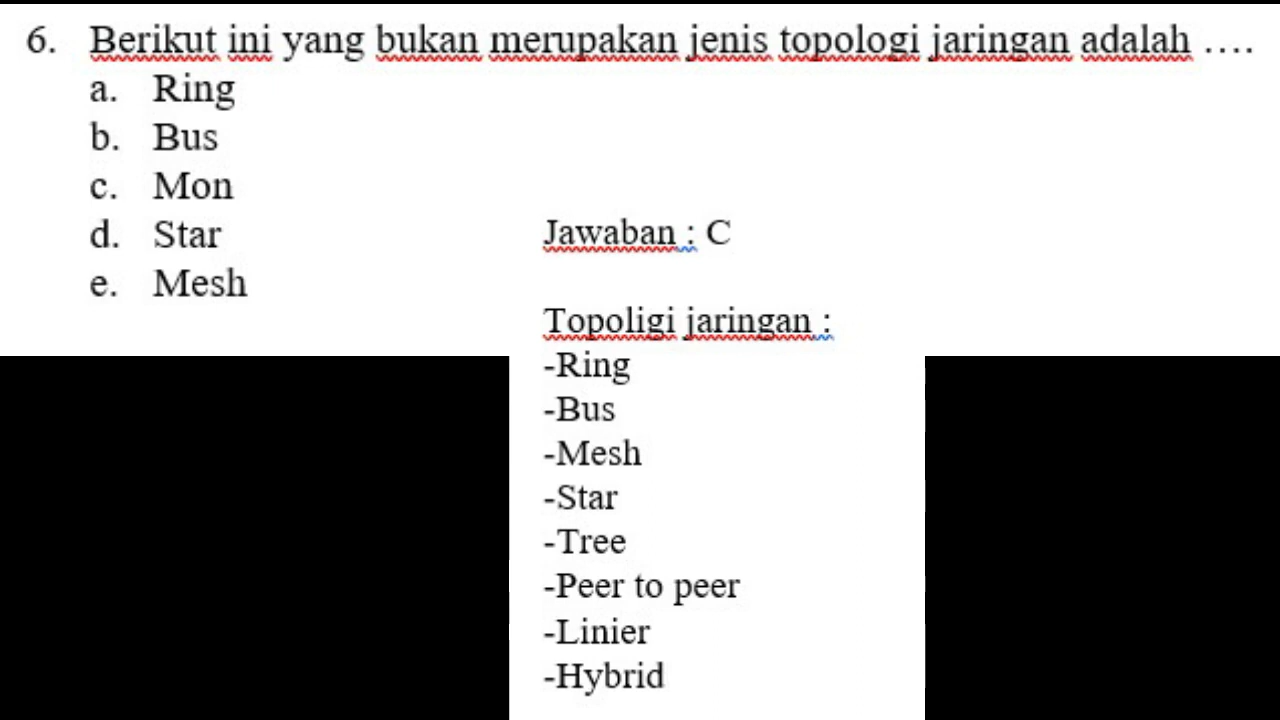 6. Berikut ini yang bukan merupakan jenis topologi jaringan adalah ....
a. Ring
b. Bus
c. Mon
d. Star
e. Mesh
Jawaban : C
Topoligi jaringan :
-Ring
-Bus
-Mesh
-Star
-Tree
-Peer to peer
-Linier
-Hybrid